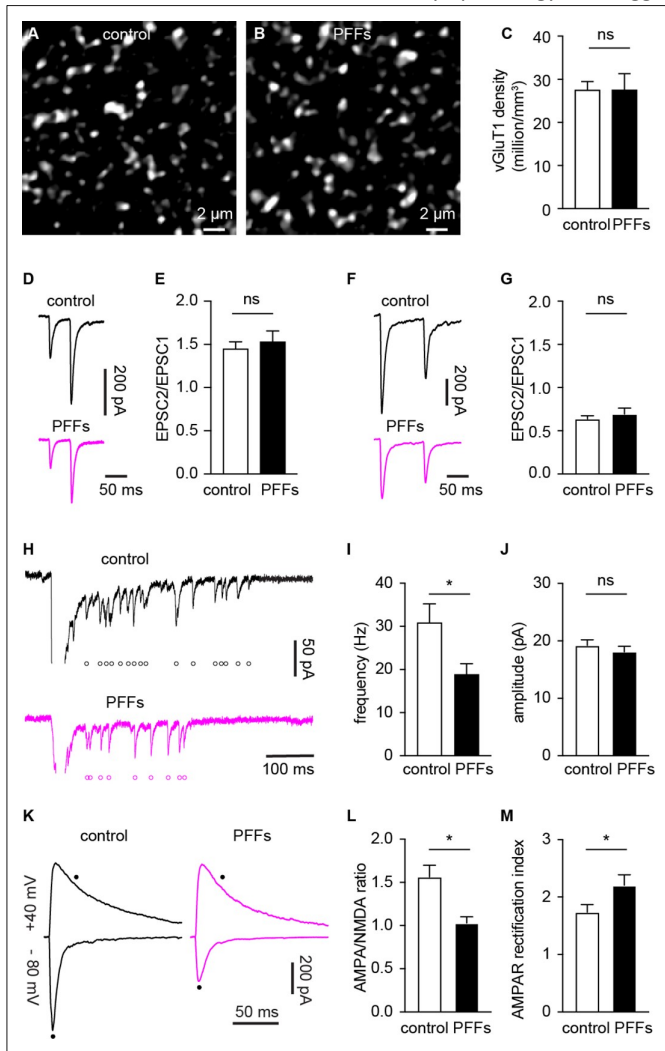 A control
B PFFs
2 µm
2 µm
C
ns
vGluT1 density
(million/mm³)
40
30
20
10
0
control PFFs
D
control
200 pA
PFFs
50 ms
E
ns
EPSC2/EPSC1
2.0
1.5
1.0
0.5
0.0
control PFFs
F
control
200 pA
PFFs
50 ms
G
ns
EPSC2/EPSC1
2.0
1.5
1.0
0.5
0.0
control PFFs
H
control
50 pA
PFFs
100 ms
I
*
frequency (Hz)
40
30
20
10
0
control PFFs
J
ns
amplitude (pA)
40
20
0
control PFFs
K
control PFFs
+40 mV
- 80 mV
200 pA
50 ms
L
*
AMPA/NMDA ratio
2.0
1.5
1.0
0.5
0.0
control PFFs
M
*
AMPAR rectification index
3
2
1
0
control PFFs